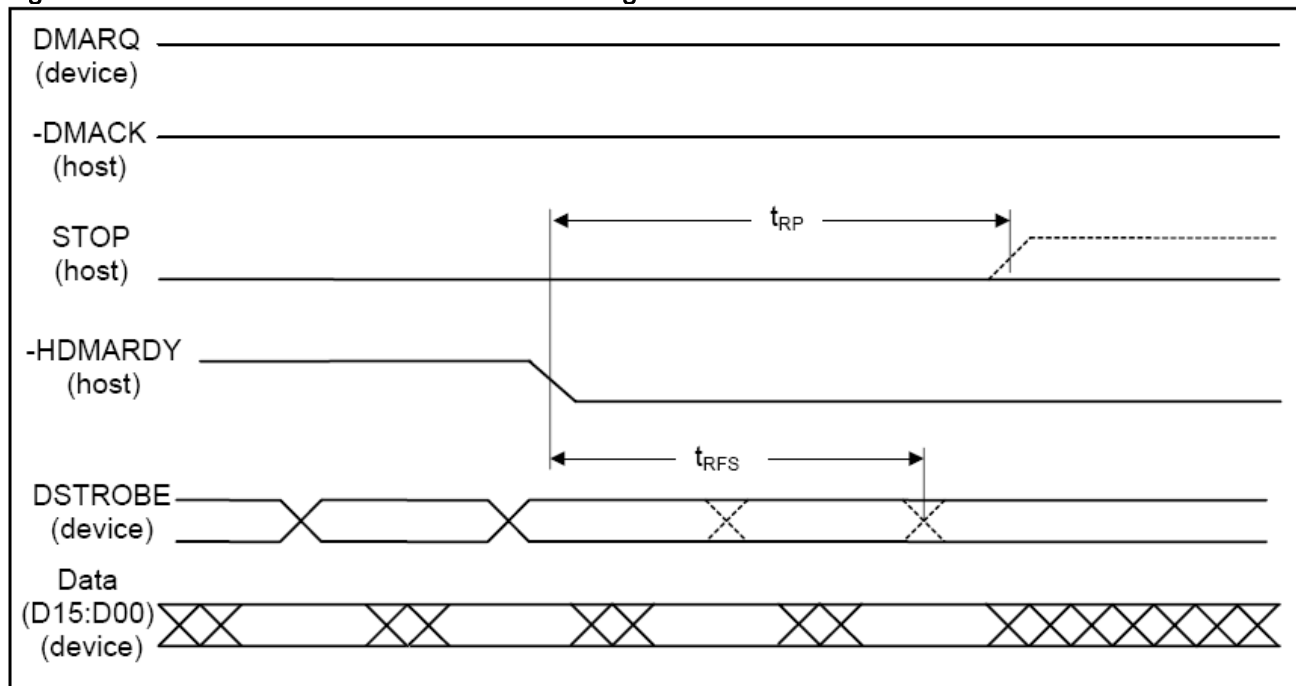 DMARQ
(device)
-DMACK
(host)
tRP
STOP
(host)
-HDMARDY
(host)
tRFS
DSTROBE
(device)
Data
(D15:D00)
(device)